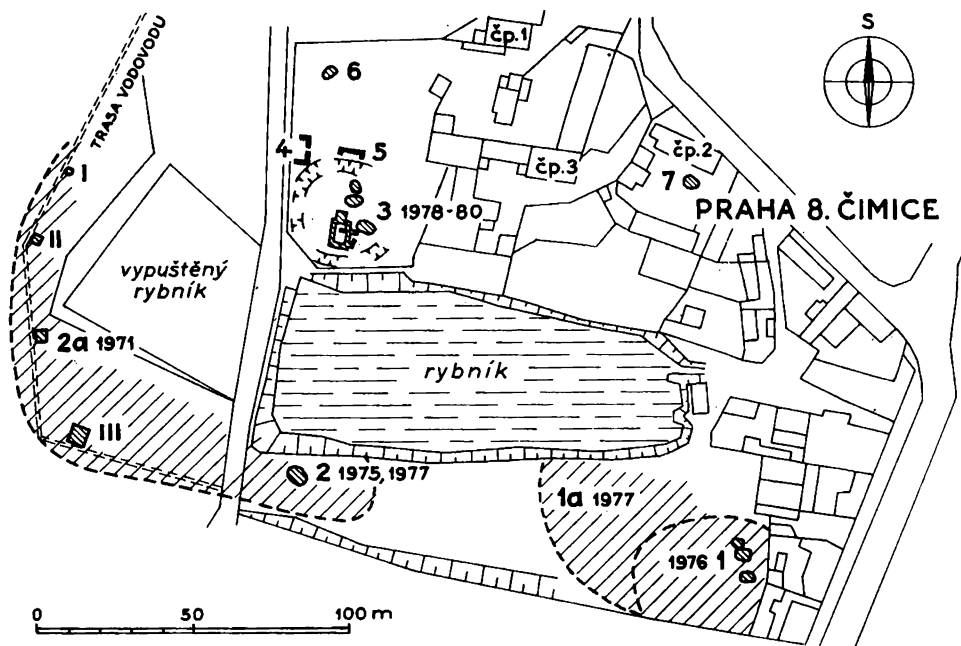 čp.1
S
6
TRASA VODOVODU
4
5
čp.3
čp.2
7
I
3 1978-80
PRAHA 8. ČIMICE
II
vypuštěný
rybník
2a 1971
rybník
III
2 1975, 1977
1a 1977
1976 1
0 50 100 m